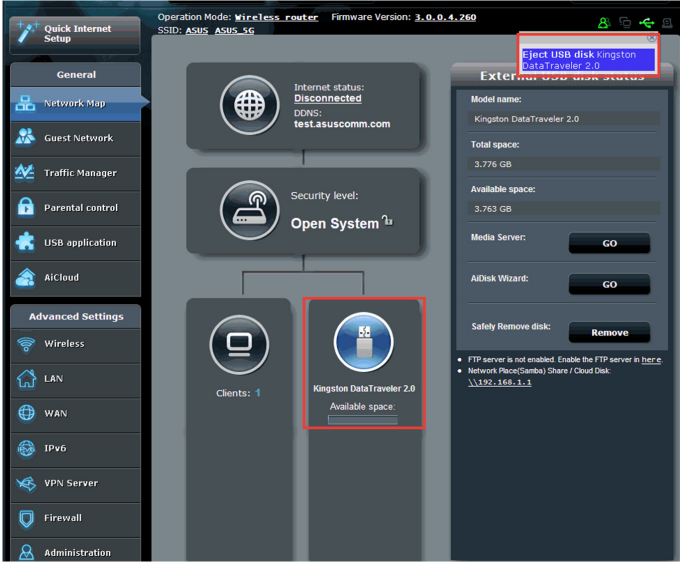 Operation Mode: Wireless router Firmware Version: 3.0.0.4.260
SSID: ASUS ASUS_5G
Quick Internet
Setup
General
Network Map
Guest Network
Traffic Manager
Parental control
USB application
AiCloud
Advanced Settings
Wireless
LAN
WAN
IPv6
VPN Server
Firewall
Administration
Internet status:
Disconnected
DDNS:
test.asuscomm.com
Security level:
Open System
Clients: 1
Kingston DataTraveler 2.0
Available space:
Eject USB disk Kingston
DataTraveler 2.0
External USB disk status
Model name:
Kingston DataTraveler 2.0
Total space:
3.776 GB
Available space:
3.763 GB
Media Server:
GO
AiDisk Wizard:
GO
Safely Remove disk:
Remove
FTP server is not enabled. Enable the FTP server in here.
Network Place(Samba) Share / Cloud Disk:
\\192.168.1.1